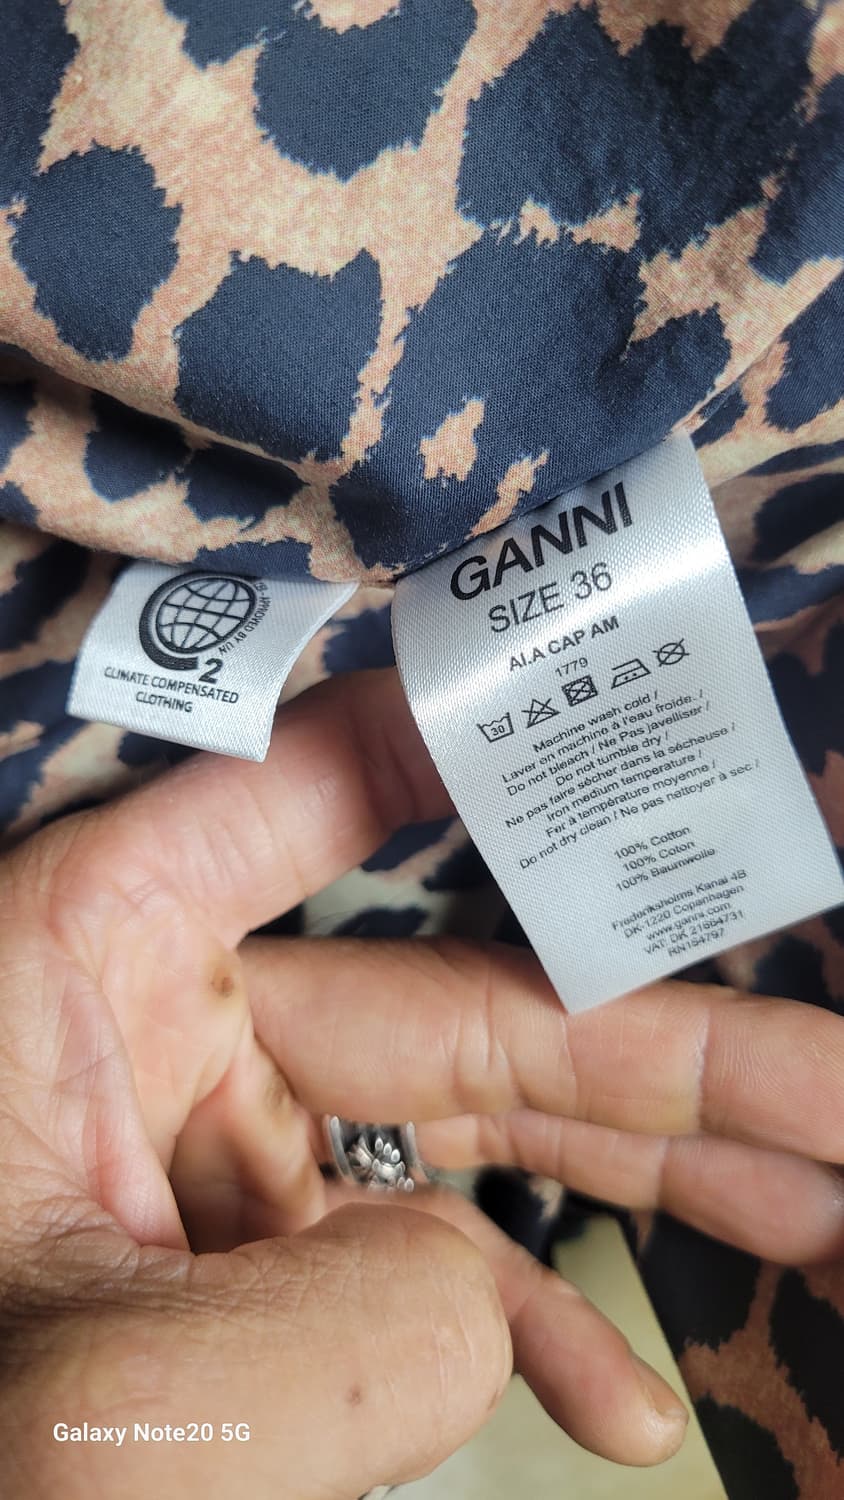 APPROVED BY UN
2
CLIMATE COMPENSATED
CLOTHING
GANNI
SIZE 36
AI.A CAP AM
1779
30
Machine wash cold /
Laver en machine à l'eau froide. /
Do not bleach / Ne Pas javelliser /
Do not tumble dry /
Ne pas faire sécher dans la sécheuse /
Iron medium temperature /
Fer à température moyenne /
Do not dry clean / Ne pas nettoyer à sec /
100% Cotton
100% Coton
100% Baumwolle
Frederiksholms Kanal 4B
DK-1220 Copenhagen
www.ganni.com
VAT: DK 21664731
RN154797
Galaxy Note20 5G